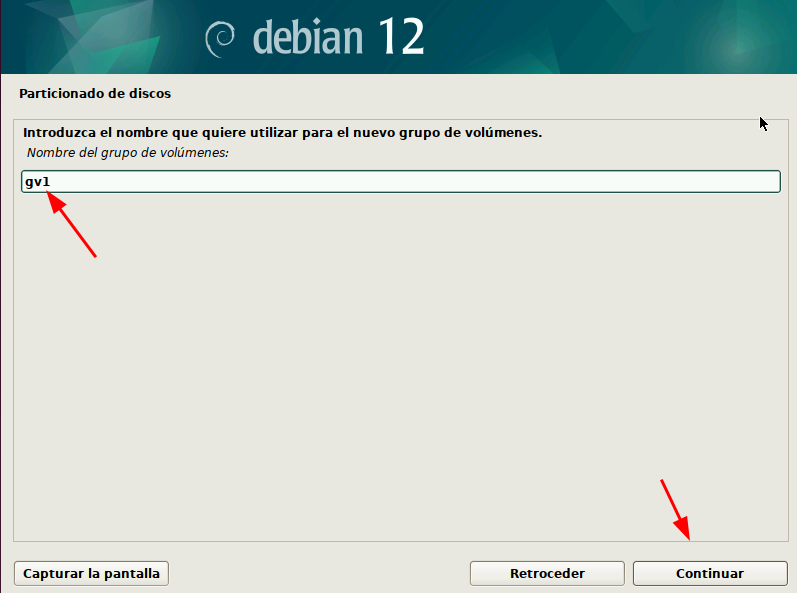 debian 12
Particionado de discos
Introduzca el nombre que quiere utilizar para el nuevo grupo de volúmenes.
Nombre del grupo de volúmenes:
gv1
Capturar la pantalla
Retroceder
Continuar